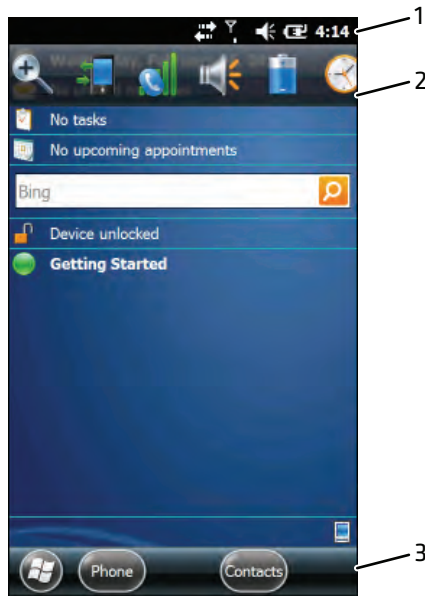 4:14
1
2
No tasks
No upcoming appointments
Bing
Device unlocked
Getting Started
Phone
Contacts
3